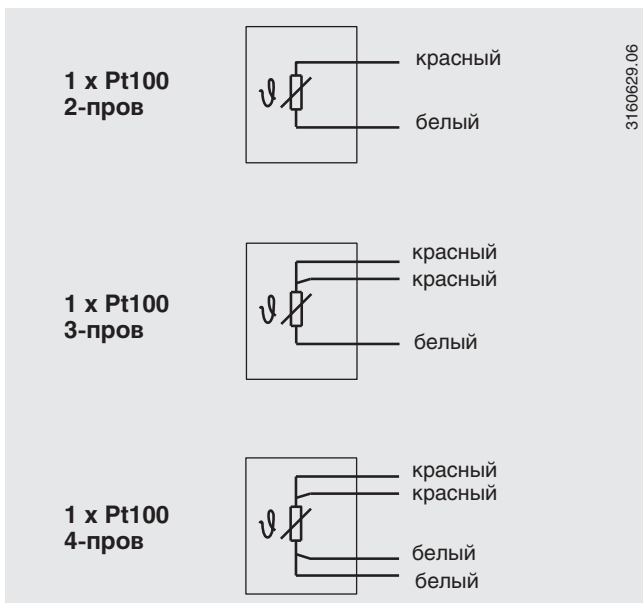 1 x Pt100
2-пров
красный
белый
3160629.06
1 x Pt100
3-пров
красный
красный
белый
1 x Pt100
4-пров
красный
красный
белый
белый